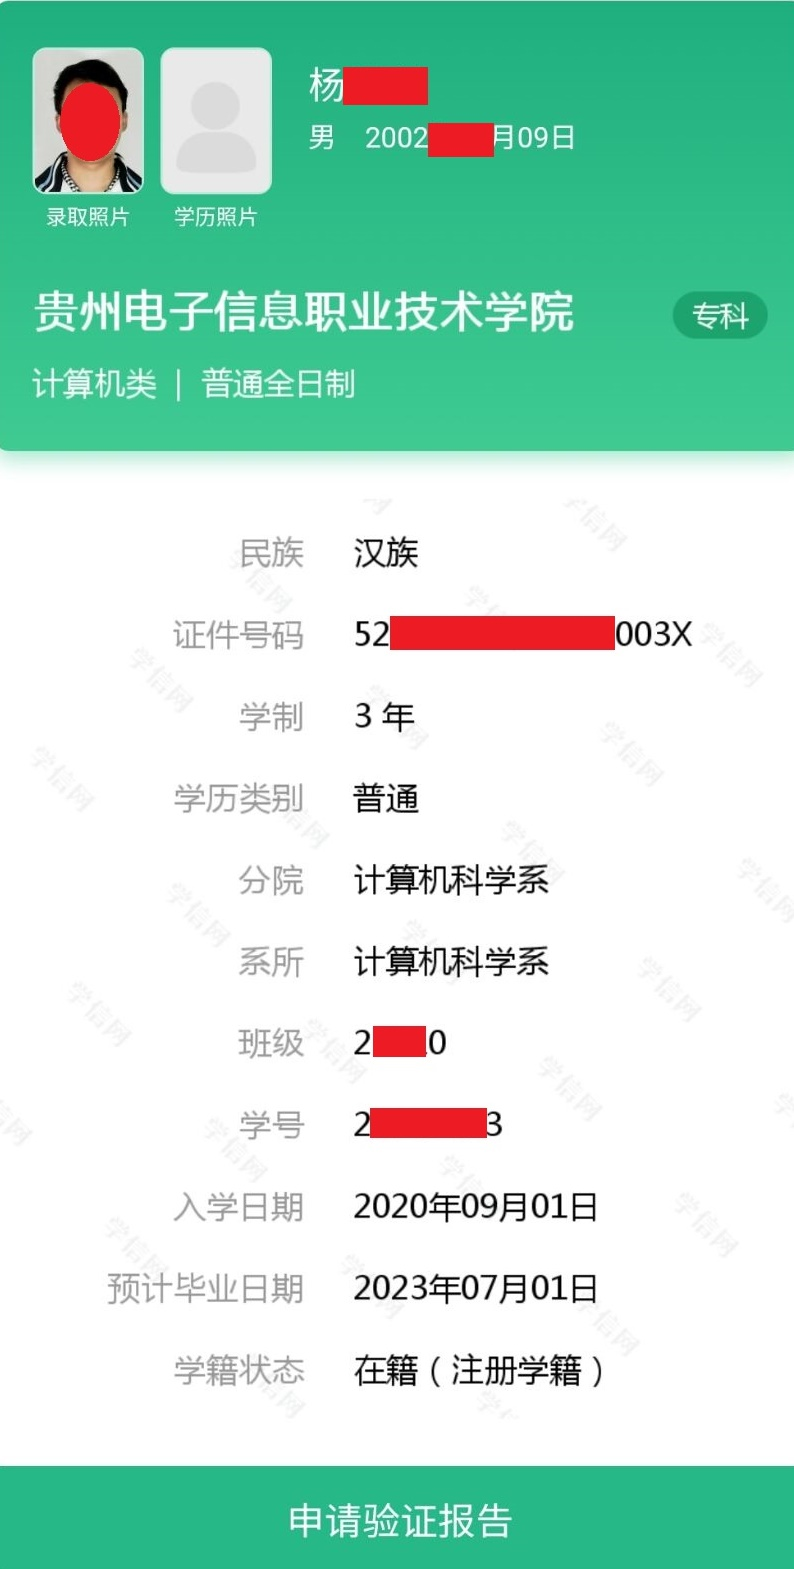 杨
男 2002 月09日
录取照片 学历照片
贵州电子信息职业技术学院 专科
计算机类 | 普通全日制
民族 汉族
证件号码 52 003X
学制 3 年
学历类别 普通
分院 计算机科学系
系所 计算机科学系
班级 2 0
学号 2 3
入学日期 2020年09月01日
预计毕业日期 2023年07月01日
学籍状态 在籍（注册学籍）
申请验证报告
学信网